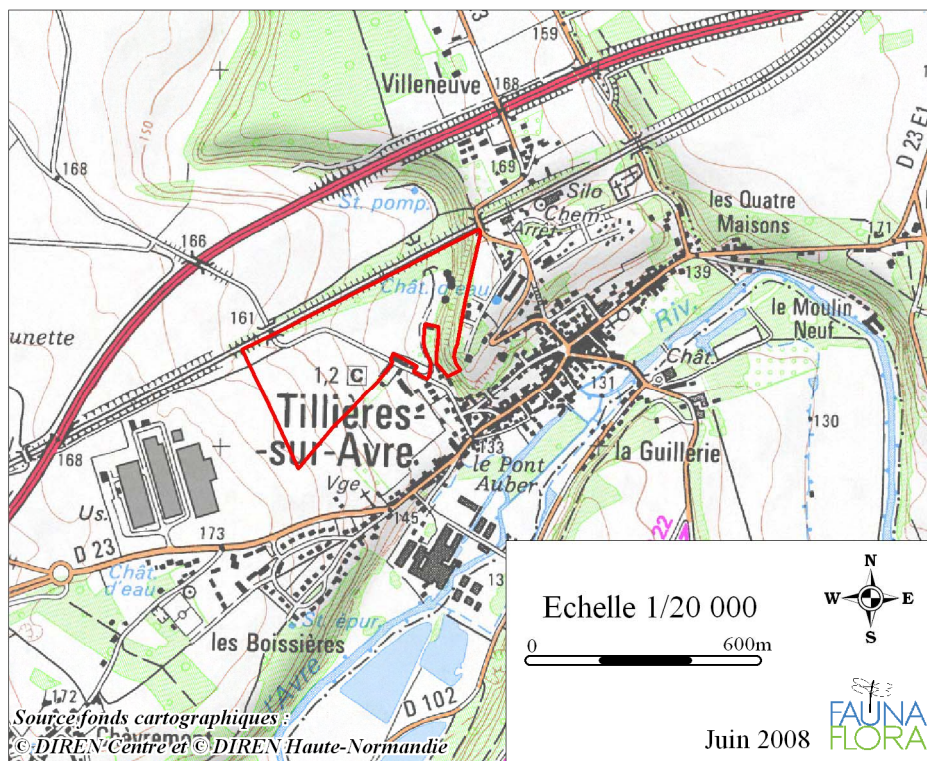 159
Villeneuve
168
150
168
169
St. pomp.
Silo
Chem.
Arrêt
les Quatre
Maisons
D 23 E1
171
166
139
Chât. d'eau
Riv.
le Moulin
Neuf
161
unette
Chât.
1,2 C
Tillières-
-sur-Avre
131
130
133
le Pont
Auber
la Guillerie
168
Vge
Us.
145
22
D 23
173
Chât.
d'eau
St. épur.
les Boissières
l'Avre
172
D 102
Echelle 1/20 000
0 600m
N
W E
S
Source fonds cartographiques :
© DIREN Centre et © DIREN Haute-Normandie
Juin 2008
FAUNA
FLORA